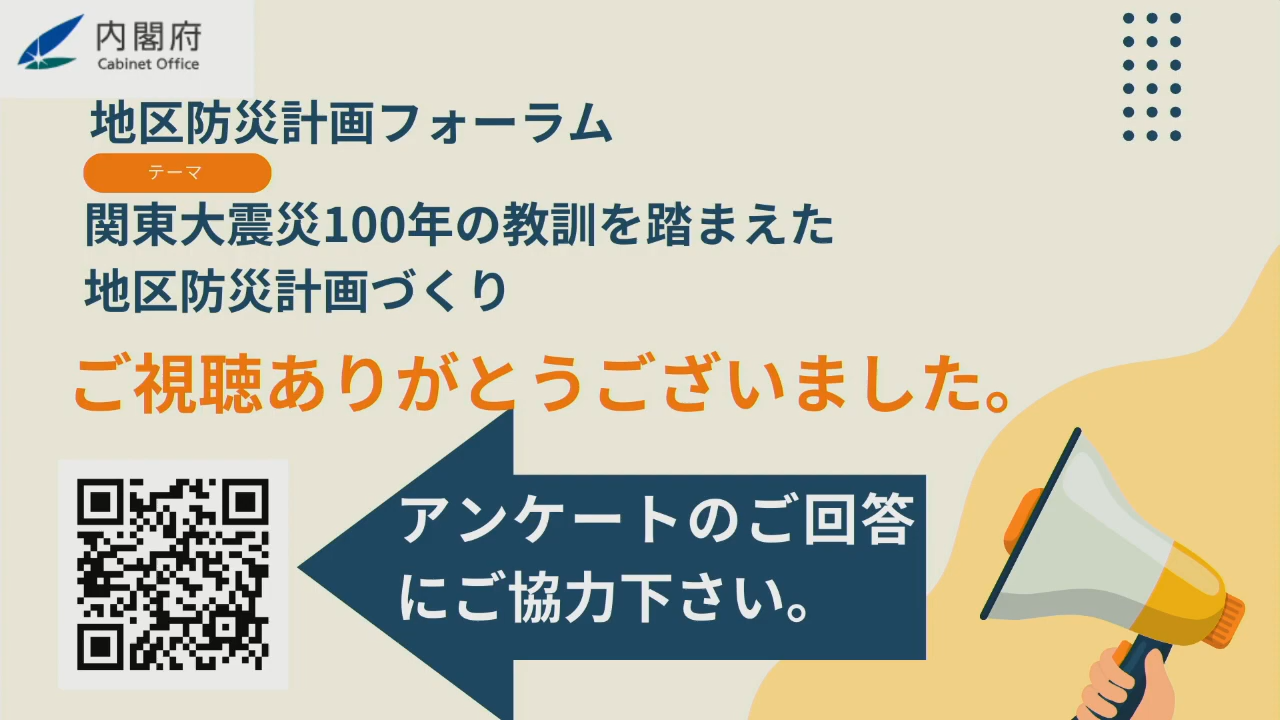 内閣府
Cabinet Office
地区防災計画フォーラム
テーマ
関東大震災100年の教訓を踏まえた
地区防災計画づくり
ご視聴ありがとうございました。
アンケートのご回答
にご協力下さい。